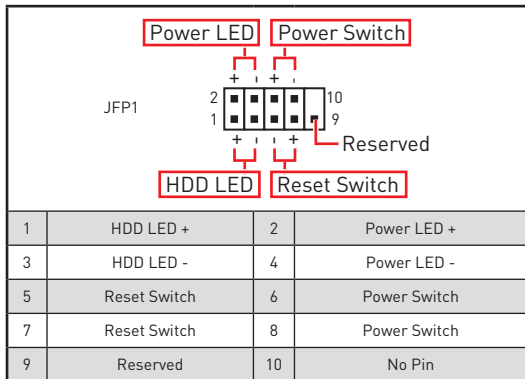 Power LED Power Switch
+ - + -
JFP1
2 10
1 9
+ - - +
Reserved
HDD LED Reset Switch
1 HDD LED + 2 Power LED +
3 HDD LED - 4 Power LED -
5 Reset Switch 6 Power Switch
7 Reset Switch 8 Power Switch
9 Reserved 10 No Pin